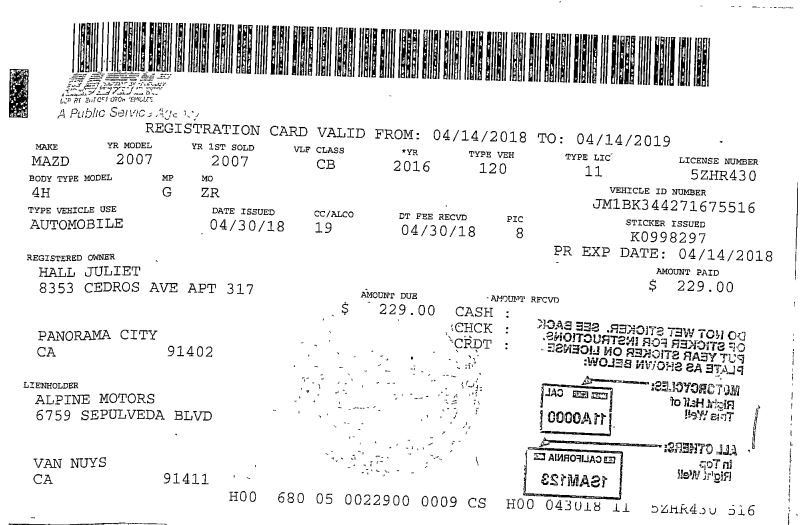 A Public Service Agency
REGISTRATION CARD VALID FROM: 04/14/2018 TO: 04/14/2019
MAKE YR MODEL YR 1ST SOLD VLF CLASS *YR TYPE VEH TYPE LIC LICENSE NUMBER
MAZD 2007 2007 CB 2016 120 11 5ZHR430
BODY TYPE MODEL MP MO VEHICLE ID NUMBER
4H G ZR JM1BK344271675516
TYPE VEHICLE USE DATE ISSUED CC/ALCO DT FEE RECVD PIC STICKER ISSUED
AUTOMOBILE 04/30/18 19 04/30/18 8 K0998297
PR EXP DATE: 04/14/2018
REGISTERED OWNER AMOUNT PAID
HALL JULIET $ 229.00
8353 CEDROS AVE APT 317
AMOUNT DUE AMOUNT RECVD
$ 229.00 CASH :
CHCK :
CRDT :
PANORAMA CITY
CA 91402
DO NOT WET STICKER. SEE BACK
OF STICKER FOR INSTRUCTIONS.
PUT YEAR STICKER ON LICENSE
PLATE AS SHOWN BELOW:
MOTORCYCLES:
Right Half of
This Well
CAL
11A0000
LIENHOLDER
ALPINE MOTORS
6759 SEPULVEDA BLVD
ALL OTHERS:
In Top
Right Well
CALIFORNIA
1SAM123
VAN NUYS
CA 91411
H00 680 05 0022900 0009 CS H00 043018 11 5ZHR430 516